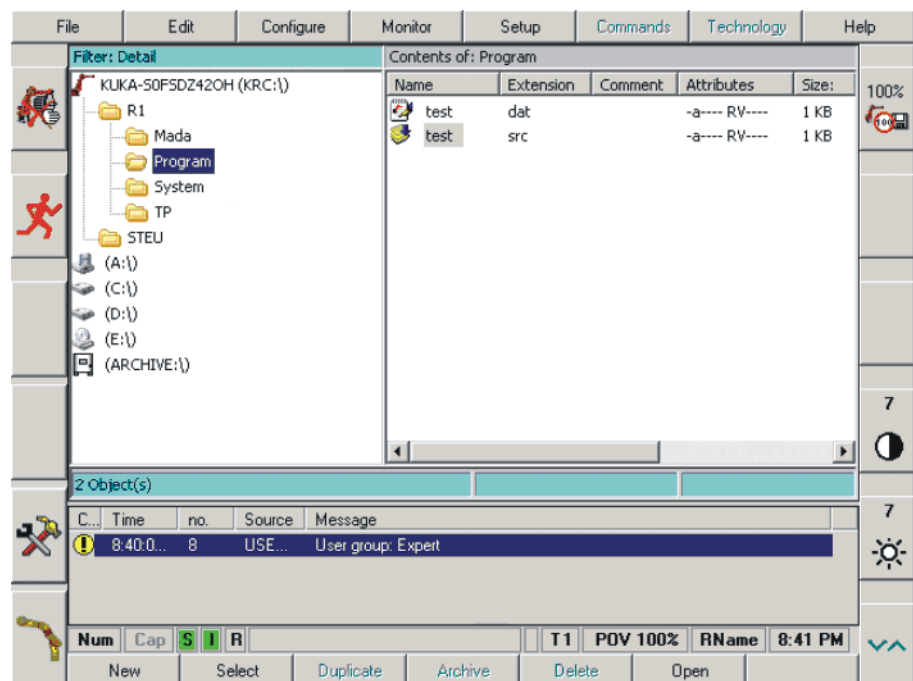 File Edit Configure Monitor Setup Commands Technology Help
Filter: Detail
KUKA-S0FSDZ42OH (KRC:\)
R1
Mada
Program
System
TP
STEU
(A:\)
(C:\)
(D:\)
(E:\)
(ARCHIVE:\)
Contents of: Program
Name Extension Comment Attributes Size:
test dat -a---- RV---- 1 KB
test src -a---- RV---- 1 KB
100%
100
7
7
2 Object(s)
C... Time no. Source Message
8:40:0... 8 USE... User group: Expert
Num Cap S I R T1 POV 100% RName 8:41 PM
New Select Duplicate Archive Delete Open